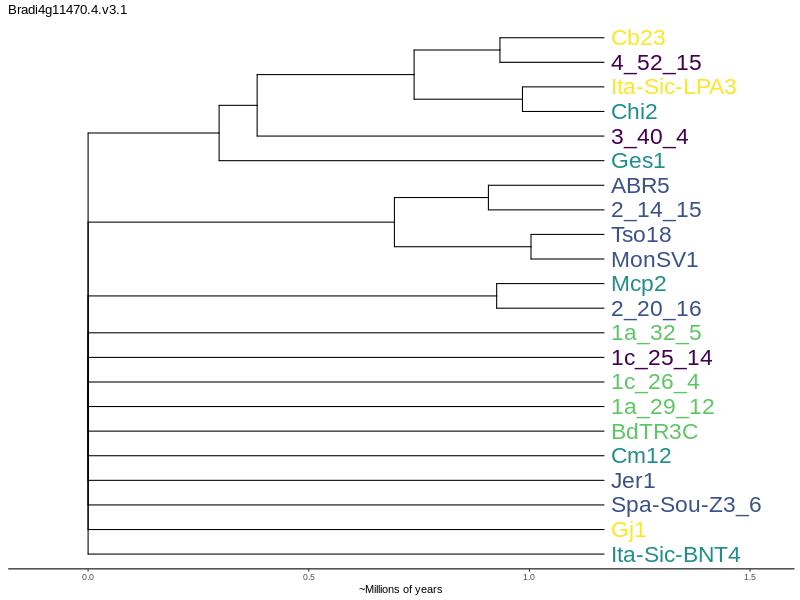 Bradi4g11470.4.v3.1
Cb23
4_52_15
Ita-Sic-LPA3
Chi2
3_40_4
Ges1
ABR5
2_14_15
Tso18
MonSV1
Mcp2
2_20_16
1a_32_5
1c_25_14
1c_26_4
1a_29_12
BdTR3C
Cm12
Jer1
Spa-Sou-Z3_6
Gj1
Ita-Sic-BNT4
0.0 0.5 1.0 1.5
~Millions of years